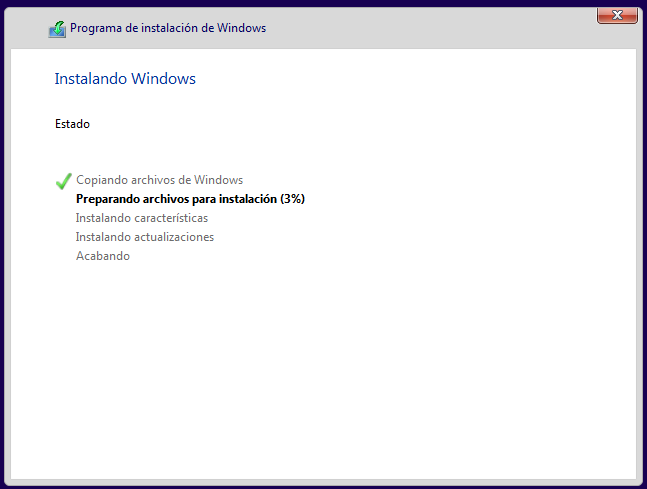 Programa de instalación de Windows
Instalando Windows
Estado
Copiando archivos de Windows
Preparando archivos para instalación (3%)
Instalando características
Instalando actualizaciones
Acabando